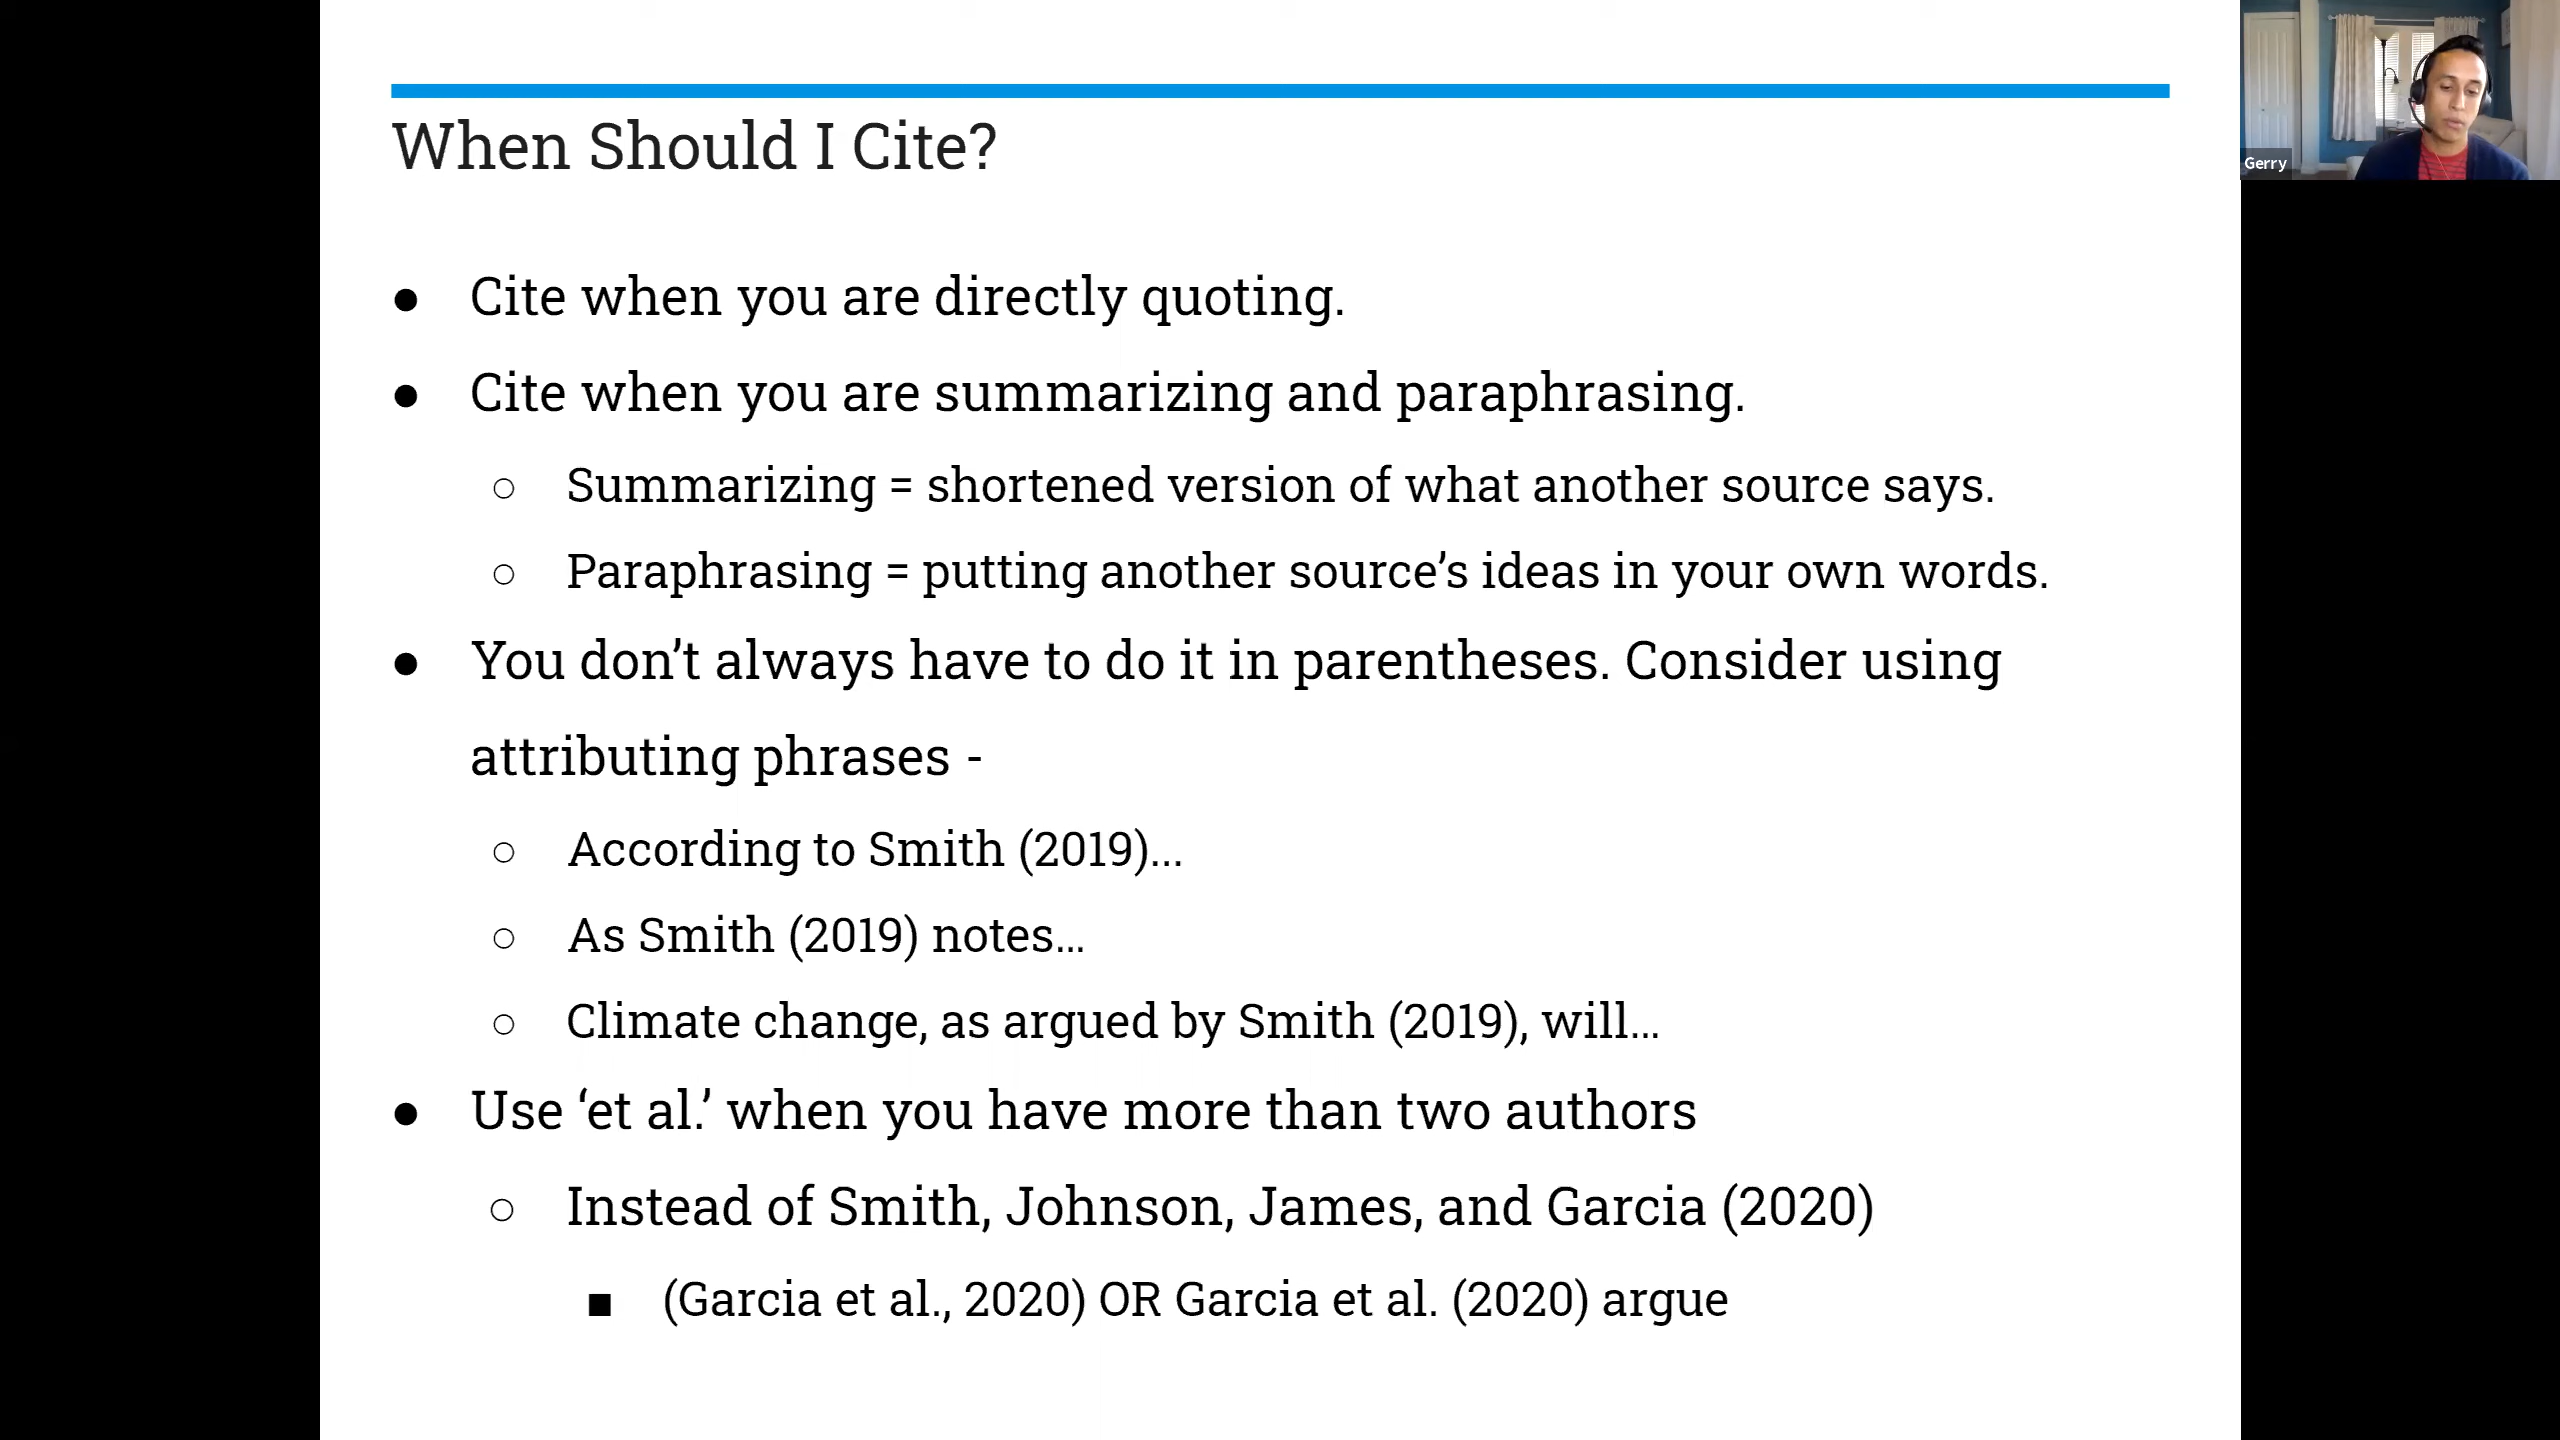 When Should I Cite?
Gerry
● Cite when you are directly quoting.
● Cite when you are summarizing and paraphrasing.
○ Summarizing = shortened version of what another source says.
○ Paraphrasing = putting another source’s ideas in your own words.
● You don’t always have to do it in parentheses. Consider using
attributing phrases -
○ According to Smith (2019)...
○ As Smith (2019) notes…
○ Climate change, as argued by Smith (2019), will…
● Use ‘et al.’ when you have more than two authors
○ Instead of Smith, Johnson, James, and Garcia (2020)
■ (Garcia et al., 2020) OR Garcia et al. (2020) argue